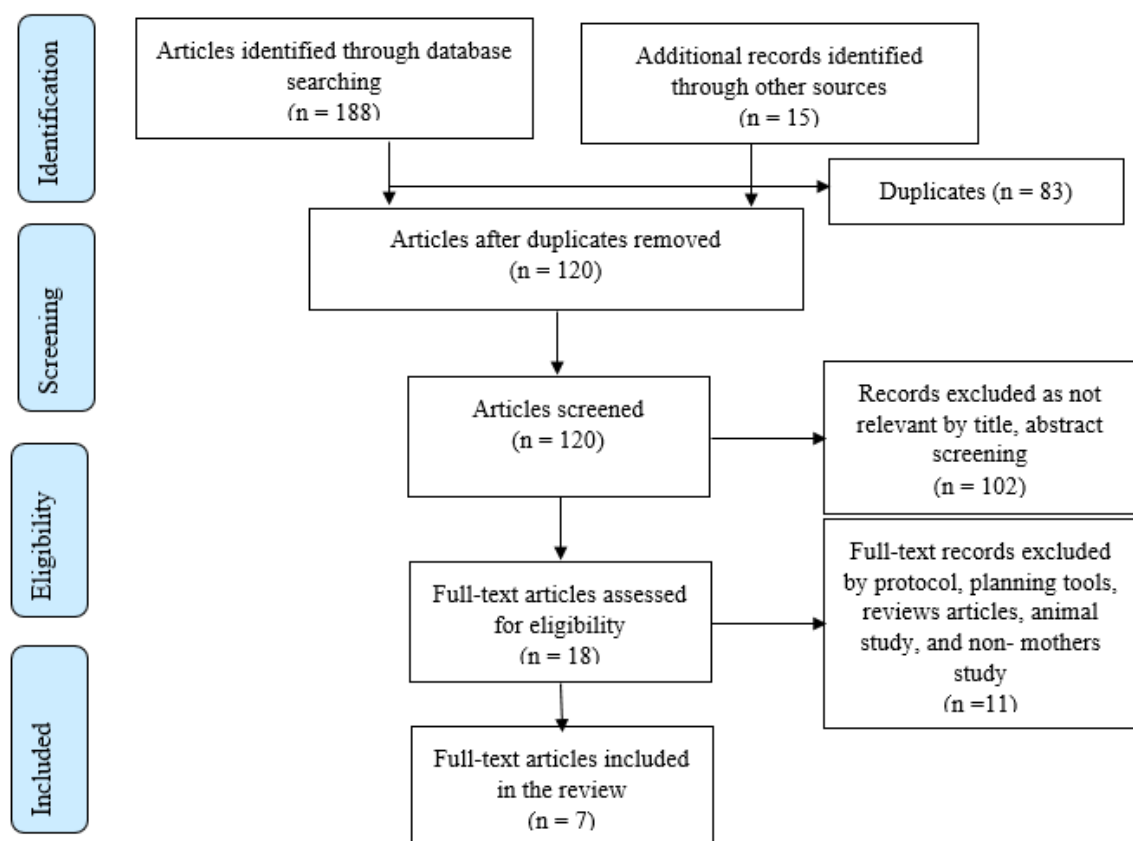 Identification
Articles identified through database
searching
(n = 188)
Additional records identified
through other sources
(n = 15)
Duplicates (n = 83)
Screening
Articles after duplicates removed
(n = 120)
Articles screened
(n = 120)
Records excluded as not
relevant by title, abstract
screening
(n = 102)
Eligibility
Full-text articles assessed
for eligibility
(n = 18)
Full-text records excluded
by protocol, planning tools,
reviews articles, animal
study, and non- mothers
study
(n =11)
Included
Full-text articles included
in the review
(n = 7)